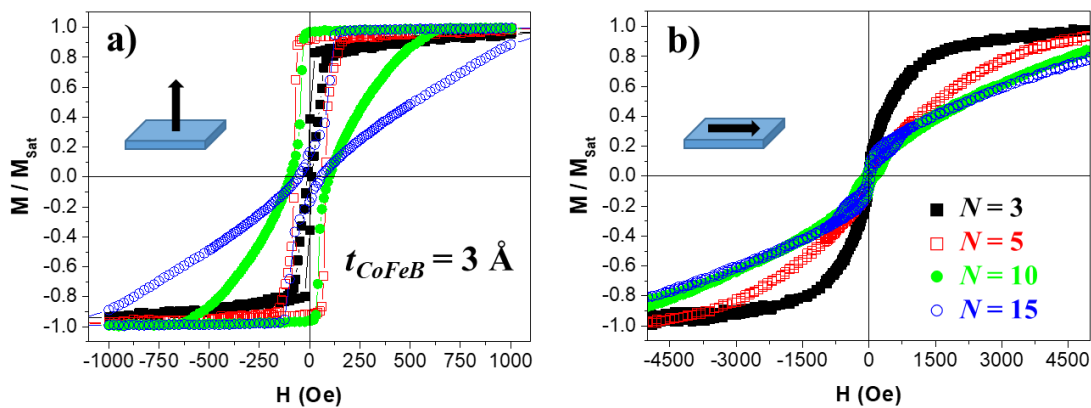 a)
1.0
0.8
0.6
0.4
0.2
0.0
-0.2
-0.4
-0.6
-0.8
-1.0
M / M_Sat
t_CoFeB = 3 Å
-1000 -750 -500 -250 0 250 500 750 1000
H (Oe)
b)
1.0
0.8
0.6
0.4
0.2
0.0
-0.2
-0.4
-0.6
-0.8
-1.0
M / M_Sat
N = 3
N = 5
N = 10
N = 15
-4500 -3000 -1500 0 1500 3000 4500
H (Oe)